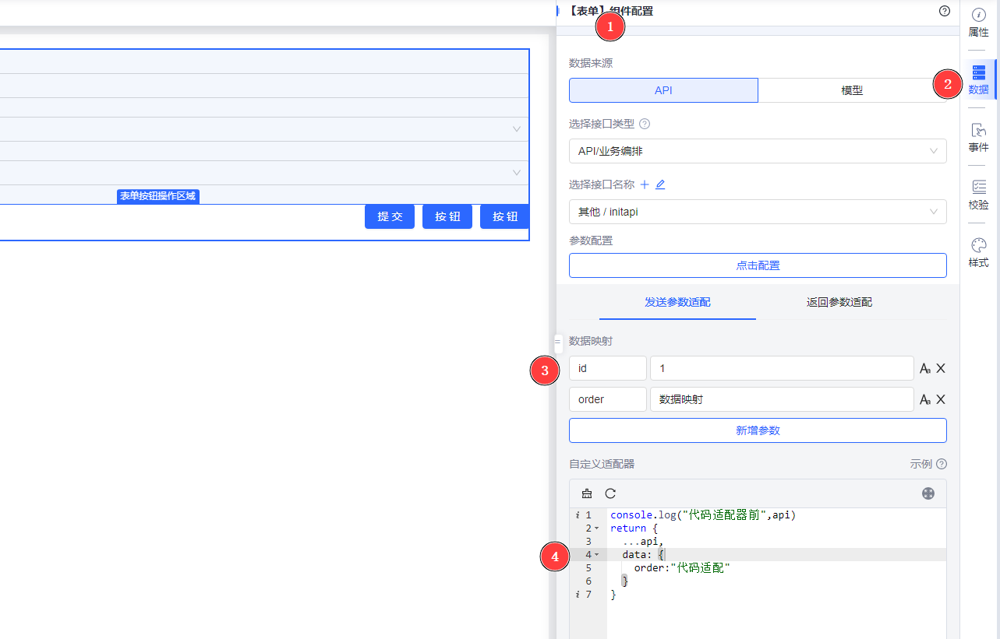 【表单】组件配置
1
属性
数据来源
2
数据
API
模型
选择接口类型
API/业务编排
事件
选择接口名称
校验
表单按钮操作区域
提 交
按 钮
按 钮
其他 / initapi
参数配置
样式
点击配置
发送参数适配
返回参数适配
数据映射
3
id
1
order
数据映射
新增参数
自定义适配器
示例
1 console.log("代码适配器前",api)
2 return {
3 ...api,
4
4 data: {
5 order:"代码适配"
6 }
7 }